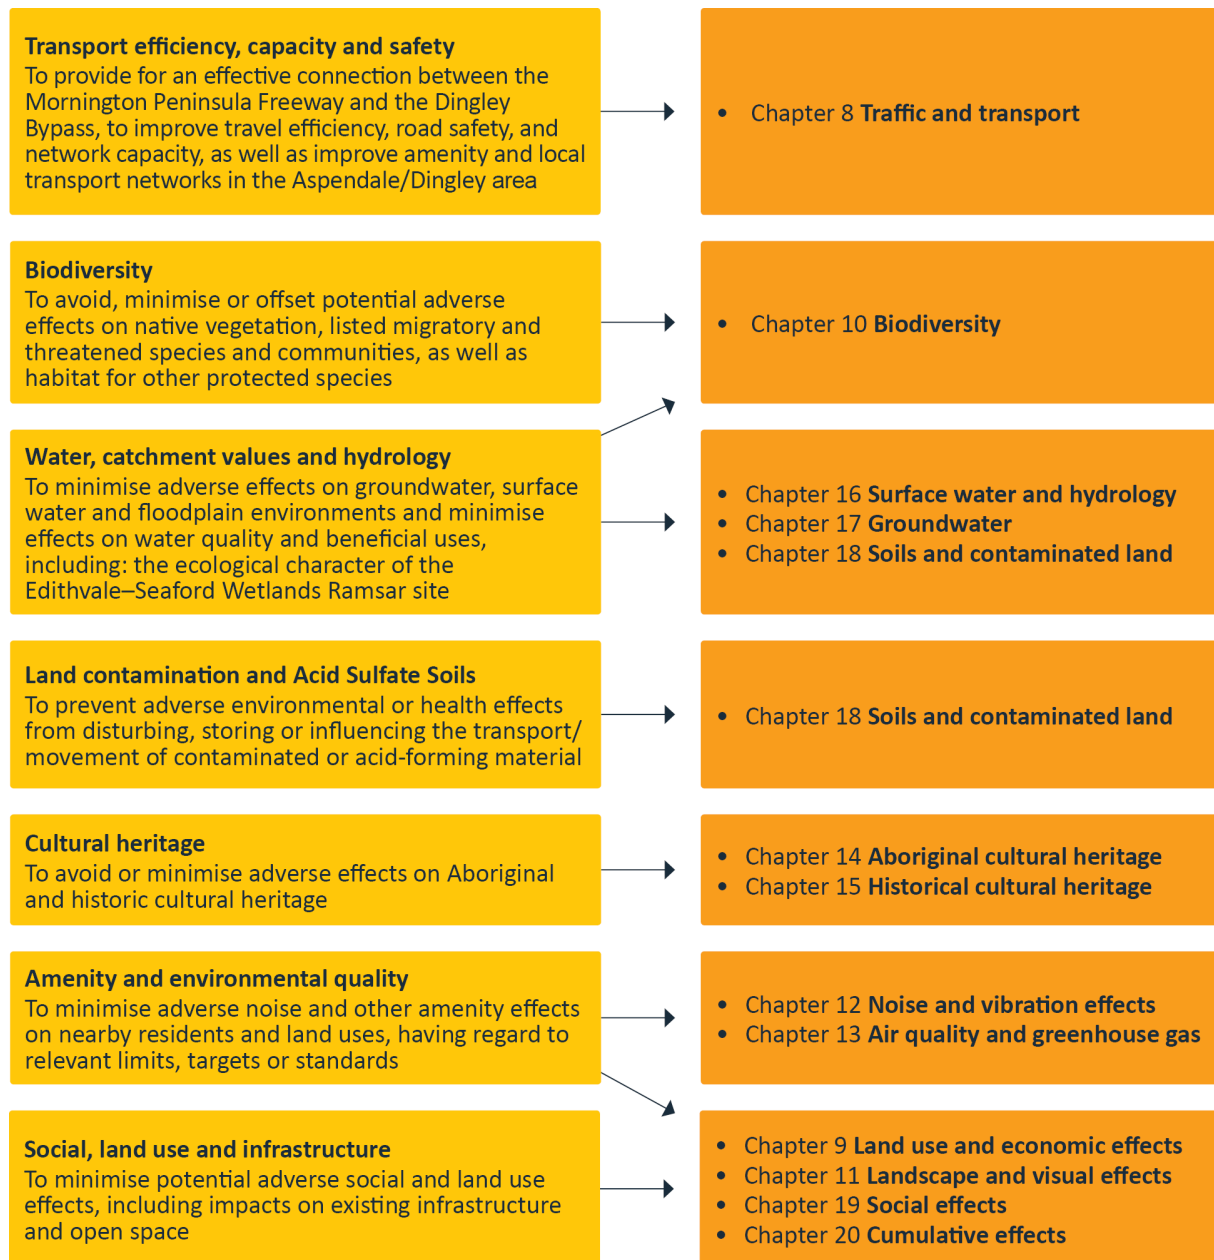 Transport efficiency, capacity and safety
To provide for an effective connection between the
Mornington Peninsula Freeway and the Dingley
Bypass, to improve travel efficiency, road safety, and
network capacity, as well as improve amenity and local
transport networks in the Aspendale/Dingley area
• Chapter 8 Traffic and transport
Biodiversity
To avoid, minimise or offset potential adverse
effects on native vegetation, listed migratory and
threatened species and communities, as well as
habitat for other protected species
• Chapter 10 Biodiversity
Water, catchment values and hydrology
To minimise adverse effects on groundwater, surface
water and floodplain environments and minimise
effects on water quality and beneficial uses,
including: the ecological character of the
Edithvale–Seaford Wetlands Ramsar site
• Chapter 16 Surface water and hydrology
• Chapter 17 Groundwater
• Chapter 18 Soils and contaminated land
Land contamination and Acid Sulfate Soils
To prevent adverse environmental or health effects
from disturbing, storing or influencing the transport/
movement of contaminated or acid-forming material
• Chapter 18 Soils and contaminated land
Cultural heritage
To avoid or minimise adverse effects on Aboriginal
and historic cultural heritage
• Chapter 14 Aboriginal cultural heritage
• Chapter 15 Historical cultural heritage
Amenity and environmental quality
To minimise adverse noise and other amenity effects
on nearby residents and land uses, having regard to
relevant limits, targets or standards
• Chapter 12 Noise and vibration effects
• Chapter 13 Air quality and greenhouse gas
Social, land use and infrastructure
To minimise potential adverse social and land use
effects, including impacts on existing infrastructure
and open space
• Chapter 9 Land use and economic effects
• Chapter 11 Landscape and visual effects
• Chapter 19 Social effects
• Chapter 20 Cumulative effects